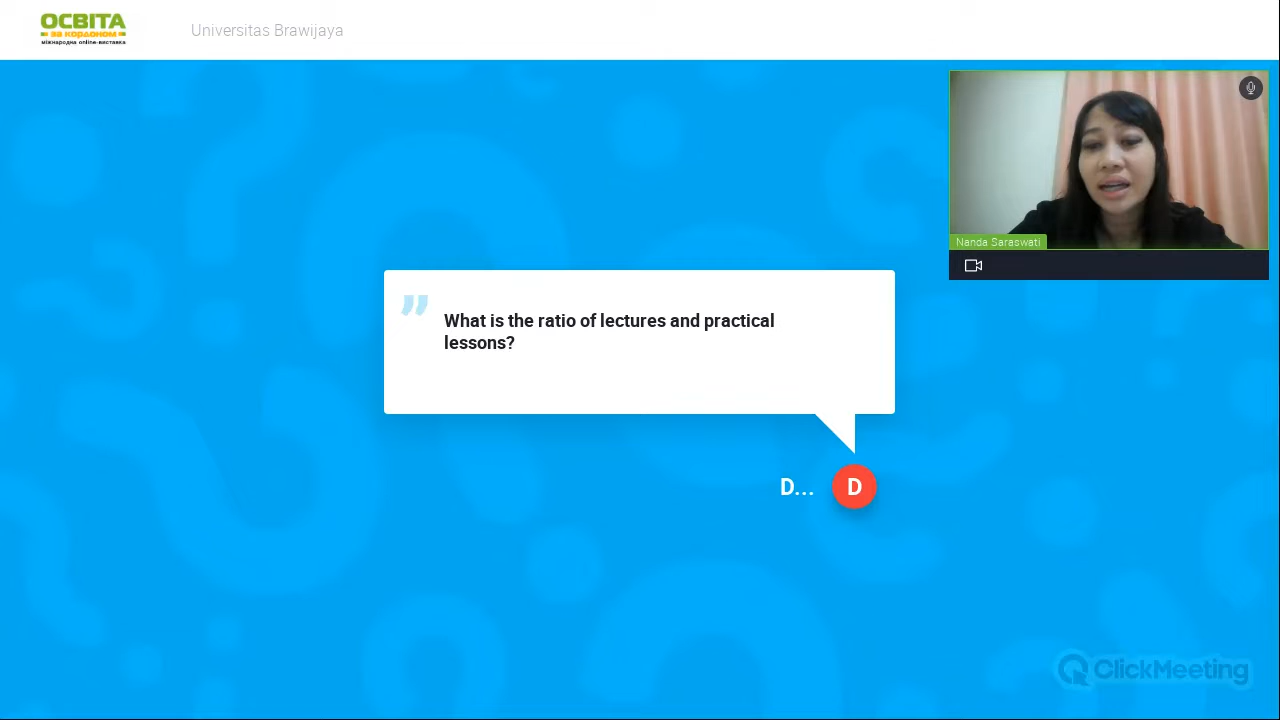 ОСВІТА
за кордоном
міжнародна online-виставка
Universitas Brawijaya
Nanda Saraswati
What is the ratio of lectures and practical
lessons?
D... D
ClickMeeting